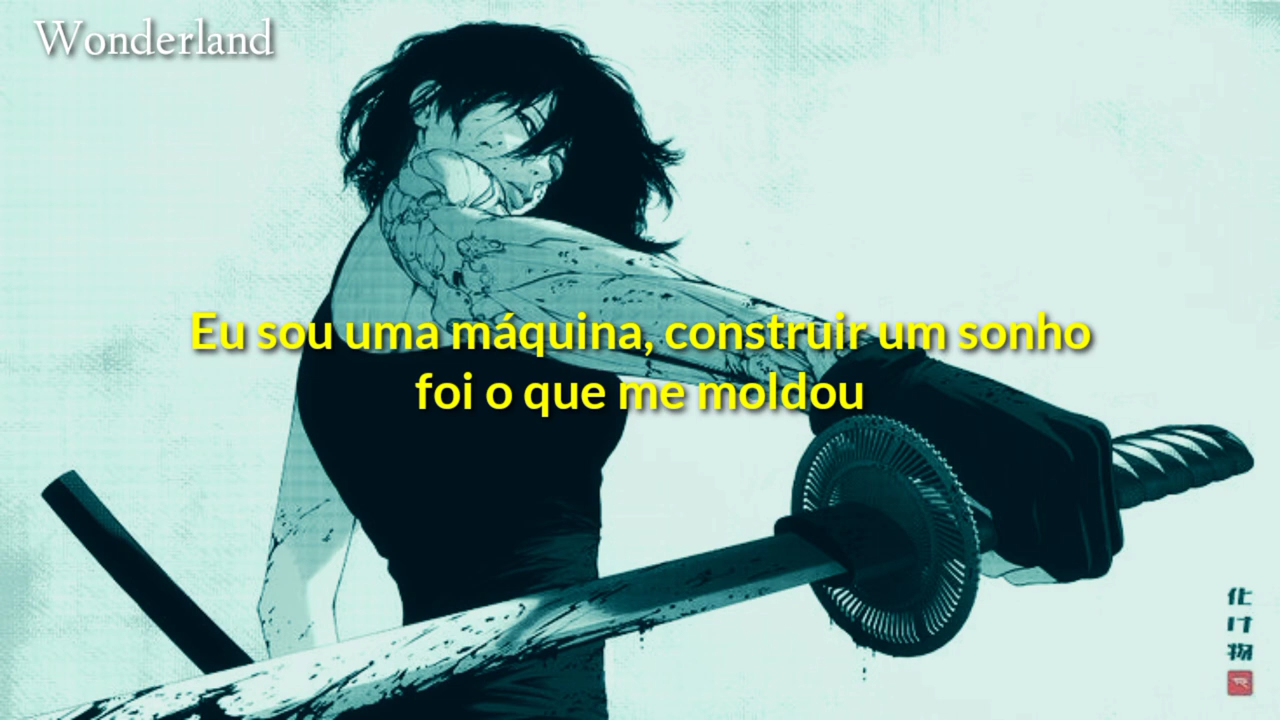 Wonderland
Eu sou uma máquina, construir um sonho
foi o que me moldou
化け物